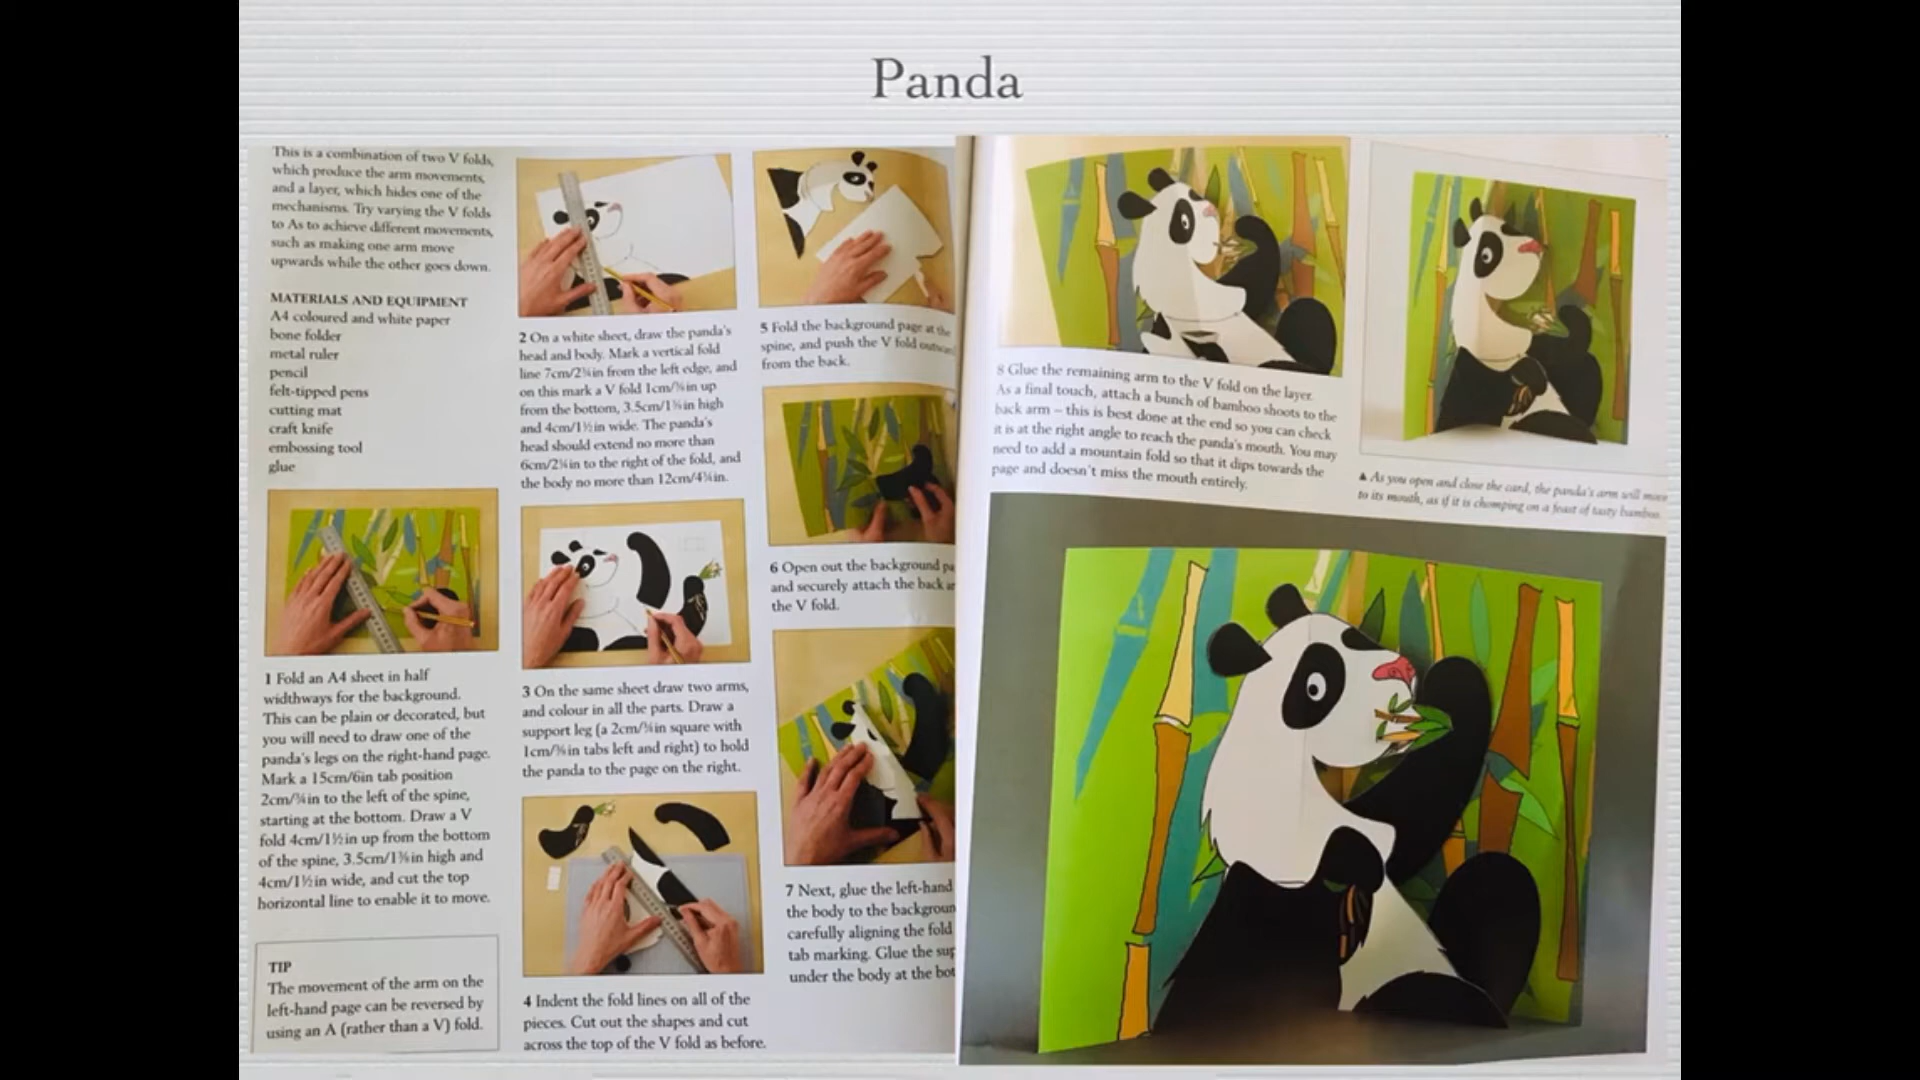 Panda
This is a combination of two V folds,
which produce the arm movements,
and a layer, which hides one of the
mechanisms. Try varying the V folds
to As to achieve different movements,
such as making one arm move
upwards while the other goes down.
MATERIALS AND EQUIPMENT
A4 coloured and white paper
bone folder
metal ruler
pencil
felt-tipped pens
cutting mat
craft knife
embossing tool
glue
1 Fold an A4 sheet in half
widthways for the background.
This can be plain or decorated, but
you will need to draw one of the
panda's legs on the right-hand page.
Mark a 15cm/6in tab position
2cm/¾in to the left of the spine,
starting at the bottom. Draw a V
fold 4cm/1½in up from the bottom
of the spine, 3.5cm/1⅜in high and
4cm/1½in wide, and cut the top
horizontal line to enable it to move.
TIP
The movement of the arm on the
left-hand page can be reversed by
using an A (rather than a V) fold.
2 On a white sheet, draw the panda's
head and body. Mark a vertical fold
line 7cm/2¾in from the left edge, and
on this mark a V fold 1cm/⅜in up
from the bottom, 3.5cm/1⅜in high
and 4cm/1½in wide. The panda's
head should extend no more than
6cm/2¼in to the right of the fold, and
the body no more than 12cm/4¾in.
3 On the same sheet draw two arms,
and colour in all the parts. Draw a
support leg (a 2cm/¾in square with
1cm/⅜in tabs left and right) to hold
the panda to the page on the right.
4 Indent the fold lines on all of the
pieces. Cut out the shapes and cut
across the top of the V fold as before.
5 Fold the background page at the
spine, and push the V fold
from the back.
6 Open out the background
and securely attach the back
the V fold.
7 Next, glue the left-hand
the body to the
carefully aligning the fold
tab marking. Glue the
under the body at the
8 Glue the remaining arm to the V fold on the layer.
As a final touch, attach a bunch of bamboo shoots to the
back arm – this is best done at the end so you can check
it is at the right angle to reach the panda's mouth. You may
need to add a mountain fold so that it dips towards the
page and doesn't miss the mouth entirely.
▲ As you open and close the card, the panda's arm will move
to its mouth, as if it is chomping on a feast of tasty bamboo.